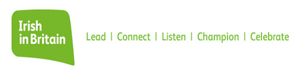 Irish
in Britain
Lead | Connect | Listen | Champion | Celebrate